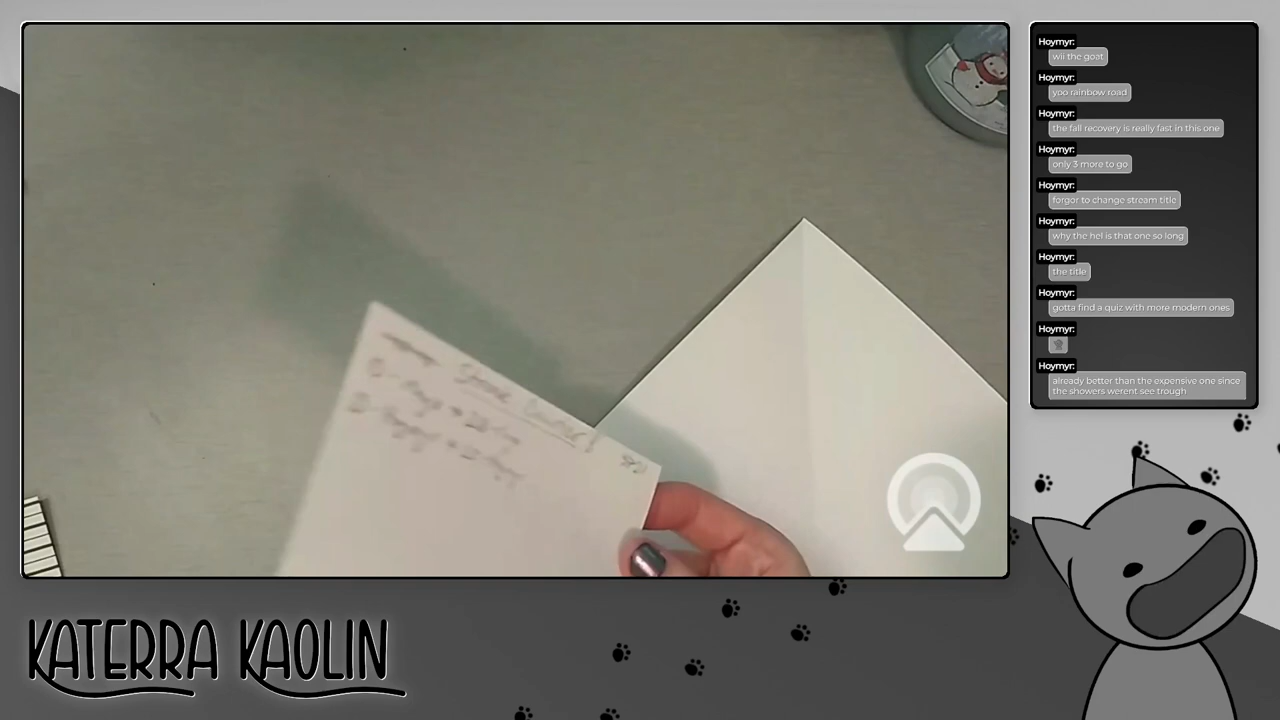 Hoymyr:
wii the goat
Hoymyr:
yoo rainbow road
Hoymyr:
the fall recovery is really fast in this one
Hoymyr:
only 3 more to go
Hoymyr:
forgor to change stream title
Hoymyr:
why the hel is that one so long
Hoymyr:
the title
Hoymyr:
gotta find a quiz with more modern ones
Hoymyr:
Hoymyr:
already better than the expensive one since
the showers werent see trough
KATERRA KAOLIN